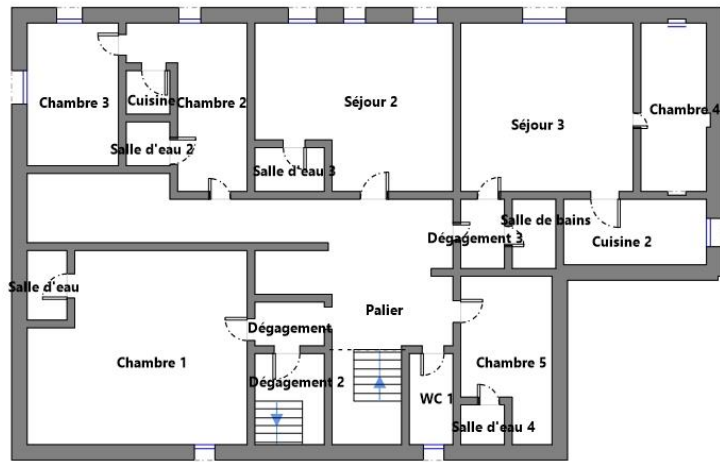 Chambre 3
Cuisine
Chambre 2
Séjour 2
Séjour 3
Chambre 4
Salle d'eau 2
Salle d'eau 3
Salle de bains
Dégagement 3
Cuisine 2
Salle d'eau
Palier
Dégagement
Chambre 1
Chambre 5
Dégagement 2
WC 1
Salle d'eau 4